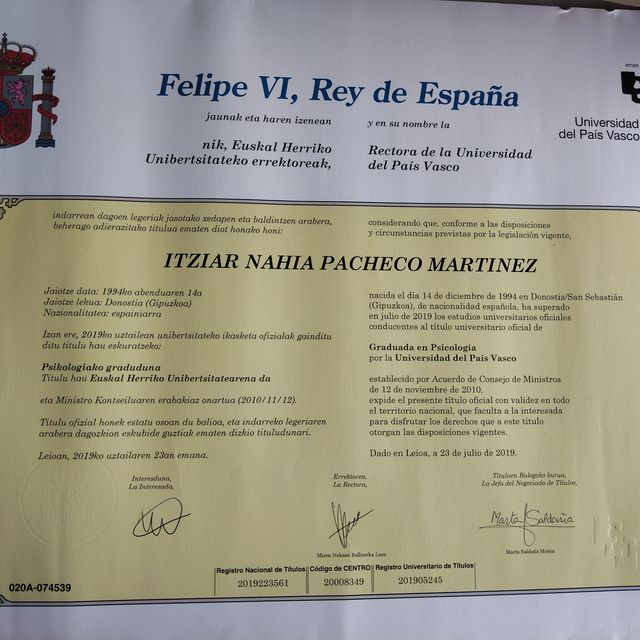 Felipe VI, Rey de España
jaunak eta haren izenean
y en su nombre la
nik, Euskal Herriko
Unibertsitateko errektoreak,
Rectora de la Universidad
del País Vasco
eman
Universidad
del País Vasco
indarrean dagoen legeriak jasotako xedapen eta baldintzen arabera,
beherago adierazitako titulua ematen diot honako honi:
considerando que, conforme a las disposiciones
y circunstancias previstas por la legislación vigente,
ITZIAR NAHIA PACHECO MARTINEZ
Jaiotze data: 1994ko abenduaren 14a
Jaiotze lekua: Donostia (Gipuzkoa)
Nazionalitatea: espainiarra
Izan ere, 2019ko uztailean unibertsitateko ikasketa ofizialak gainditu
ditu titulu hau eskuratzeko:
Psikologiako graduduna
Titulu hau Euskal Herriko Unibertsitatearena da
eta Ministro Kontseiluaren erabakiaz onartua (2010/11/12).
Titulu ofizial honek estatu osoan du balioa, eta indarreko legeriaren
arabera dagozkion eskubide guztiak ematen dizkio tituludunari.
Leioan, 2019ko uztailaren 23an emana.
nacida el día 14 de diciembre de 1994 en Donostia/San Sebastián
(Gipuzkoa), de nacionalidad española, ha superado
en julio de 2019 los estudios universitarios oficiales
conducentes al título universitario oficial de
Graduada en Psicología
por la Universidad del País Vasco
establecido por Acuerdo de Consejo de Ministros
de 12 de noviembre de 2010,
expide el presente título oficial con validez en todo
el territorio nacional, que faculta a la interesada
para disfrutar los derechos que a este título
otorgan las disposiciones vigentes.
Dado en Leioa, a 23 de julio de 2019.
Interesduna,
La Interesada,
Errektorea,
La Rectora,
Tituluen Bulegoko burua,
La Jefa del Negociado de Títulos,
Marta Saldaña
Miren Nekane Balluerka Lasa
Marta Saldaña Muñoz
Registro Nacional de Títulos
Código de CENTRO
Registro Universitario de Títulos
2019223561
20008349
201905245
020A-074539